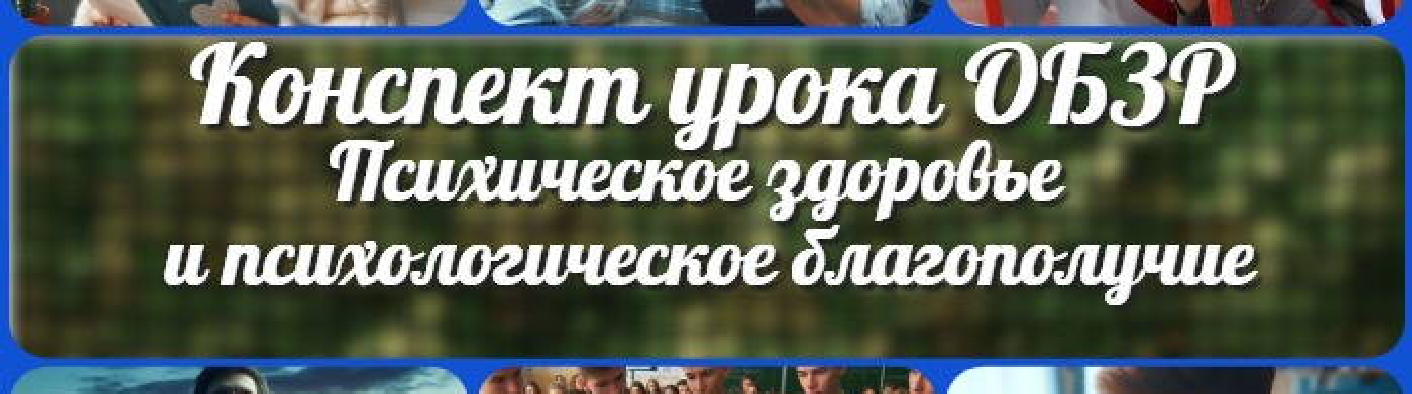 Конспект урока ОБЗР
Психическое здоровье
и психологическое благополучие